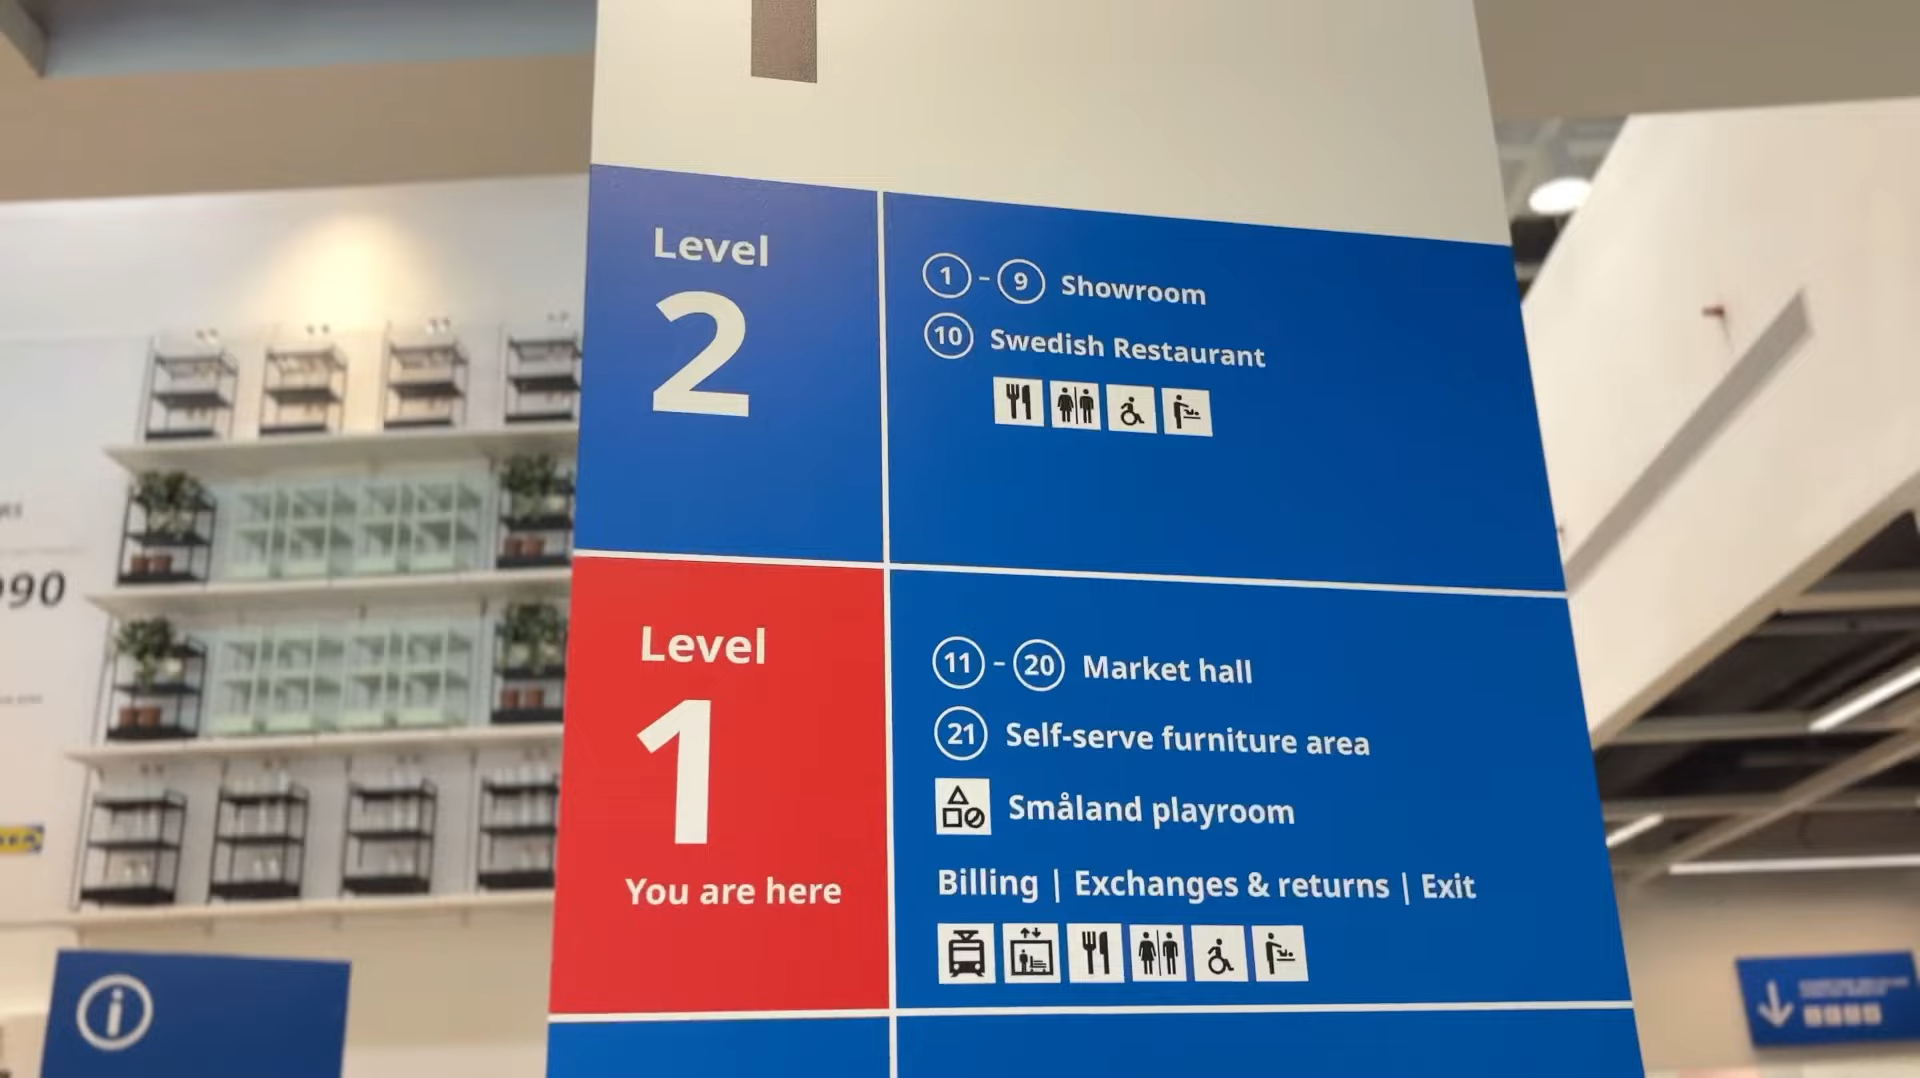 Level
2
1 - 9 Showroom
10 Swedish Restaurant
Level
1
You are here
11 - 20 Market hall
21 Self-serve furniture area
Småland playroom
Billing | Exchanges & returns | Exit
990
i